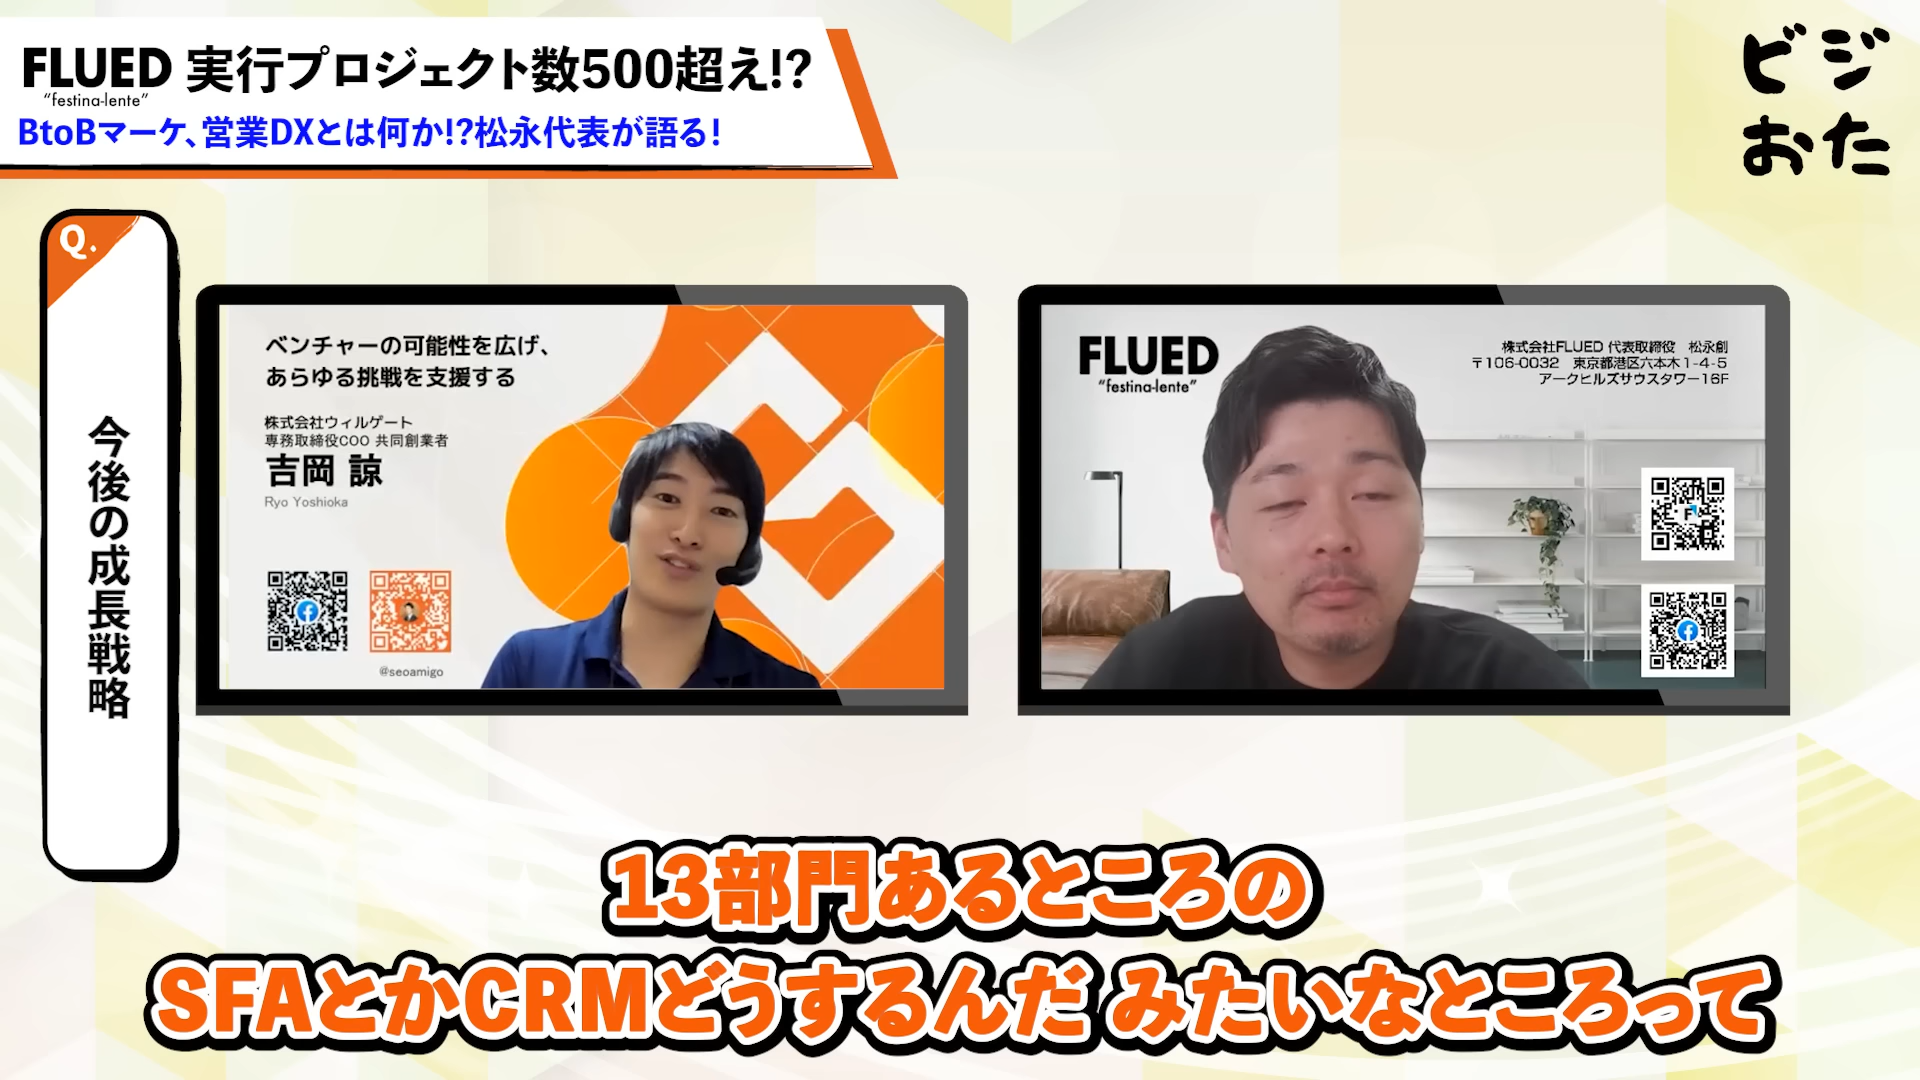 FLUED 実行プロジェクト数500超え!?
“festina-lente”
BtoBマーケ、営業DXとは何か!?松永代表が語る!
ビジ
おた
Q.
今後の成長戦略
ベンチャーの可能性を広げ、
あらゆる挑戦を支援する
株式会社ウィルゲート
専務取締役COO 共同創業者
吉岡 諒
Ryo Yoshioka
@seoamigo
FLUED
“festina-lente”
株式会社FLUED 代表取締役 松永創
〒106-0032 東京都港区六本木1-4-5
アークヒルズサウスタワー16F
13部門あるところの
SFAとかCRMどうするんだ みたいなところって